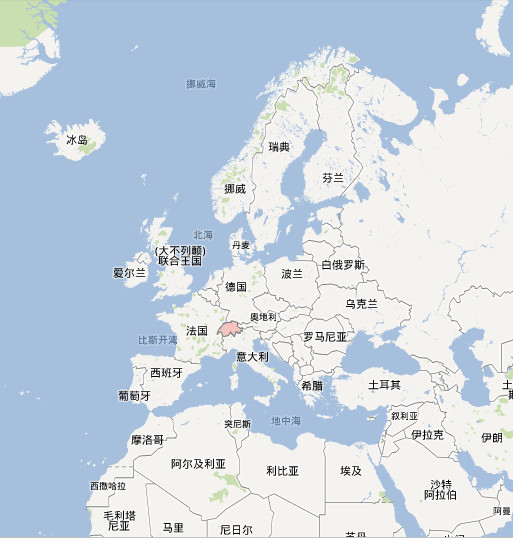 挪威海
冰岛
瑞典
芬兰
挪威
北海
丹麦
(大不列颠)
联合王国
爱尔兰
白俄罗斯
波兰
德国
乌克兰
奥地利
法国
罗马尼亚
比斯开湾
意大利
西班牙
希腊
土耳其
葡萄牙
叙利亚
地中海
突尼斯
伊拉克
伊朗
摩洛哥
阿尔及利亚
利比亚
埃及
沙特
阿拉伯
西撒哈拉
阿曼
毛利塔
尼亚
马里
尼日尔